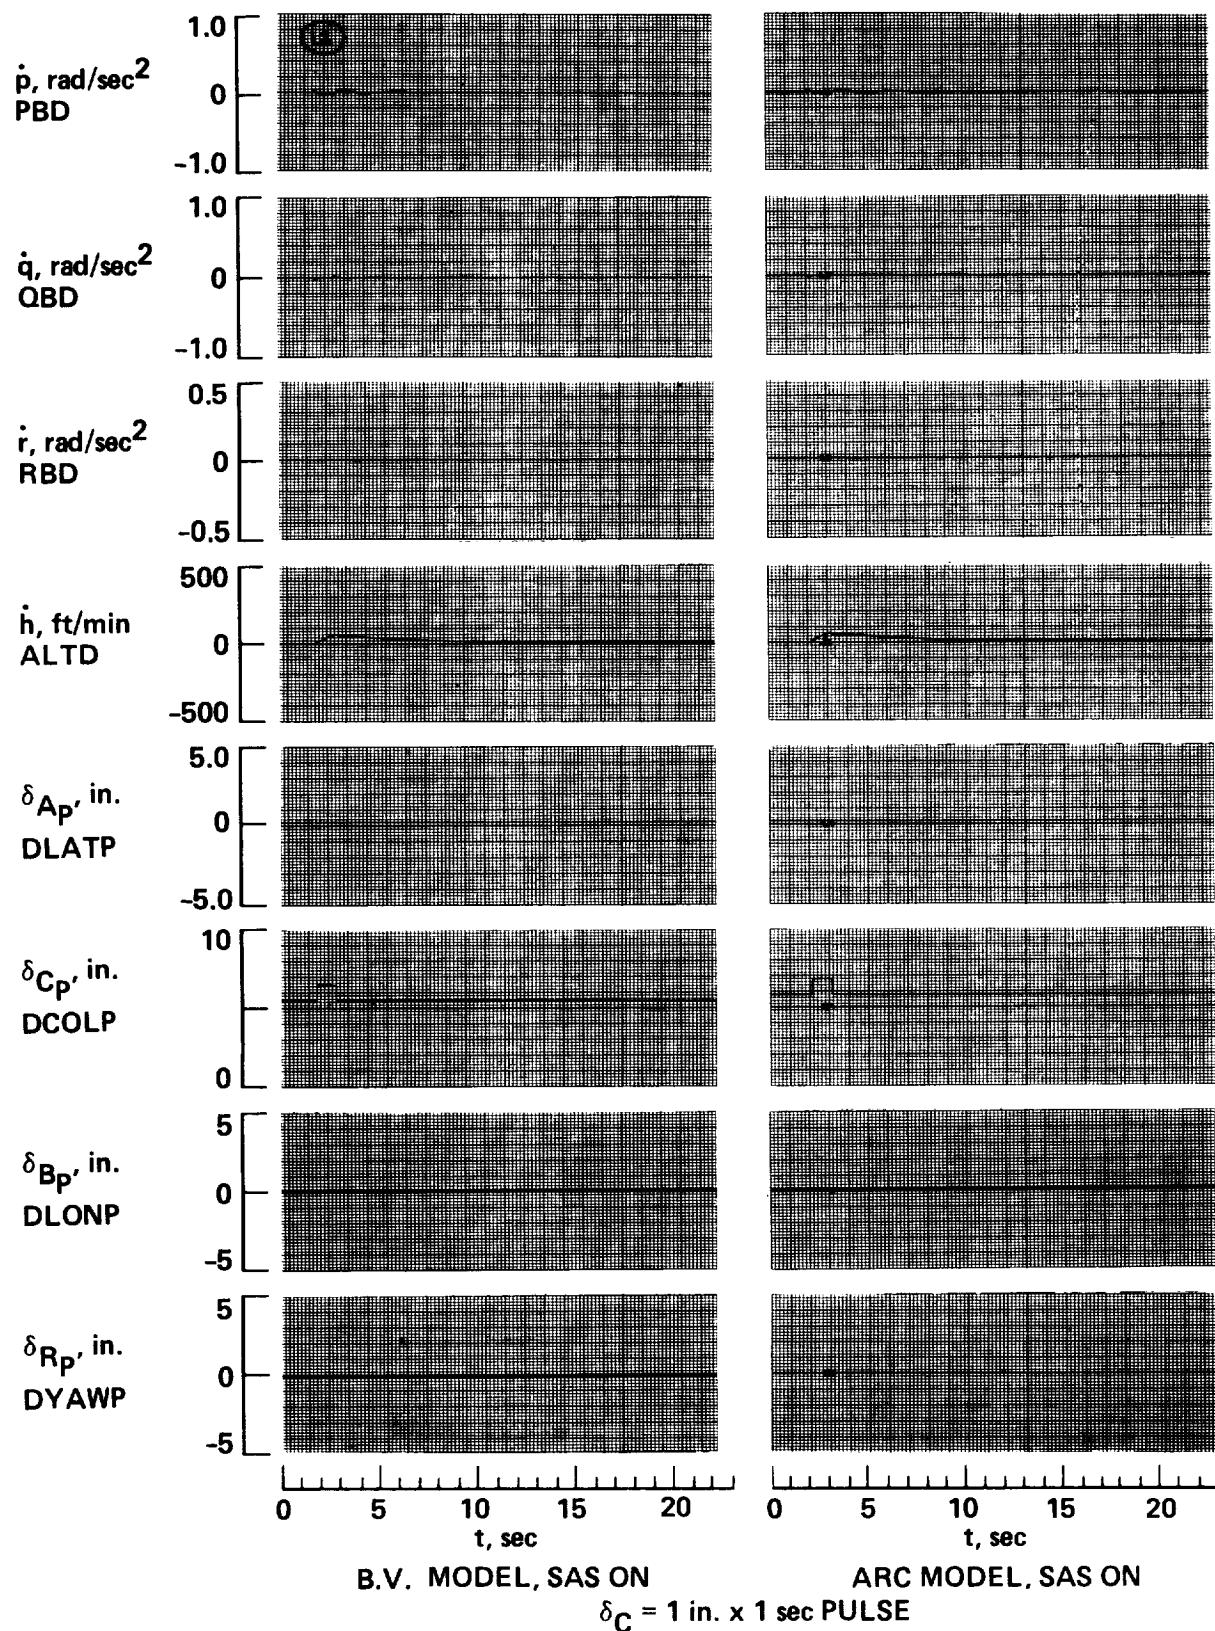 1.0
ṗ, rad/sec2
0
PBD
-1.0
1.0
q̇, rad/sec2
0
QBD
-1.0
0.5
ṙ, rad/sec2
0
RBD
-0.5
500
ḣ, ft/min
0
ALTD
-500
5.0
δAP, in.
0
DLATP
-5.0
10
δCP, in.
DCOLP
0
5
δBP, in.
0
DLONP
-5
5
δRP, in.
0
DYAWP
-5
0 5 10 15 20 0 5 10 15 20
t, sec t, sec
B.V. MODEL, SAS ON ARC MODEL, SAS ON
δC = 1 in. x 1 sec PULSE